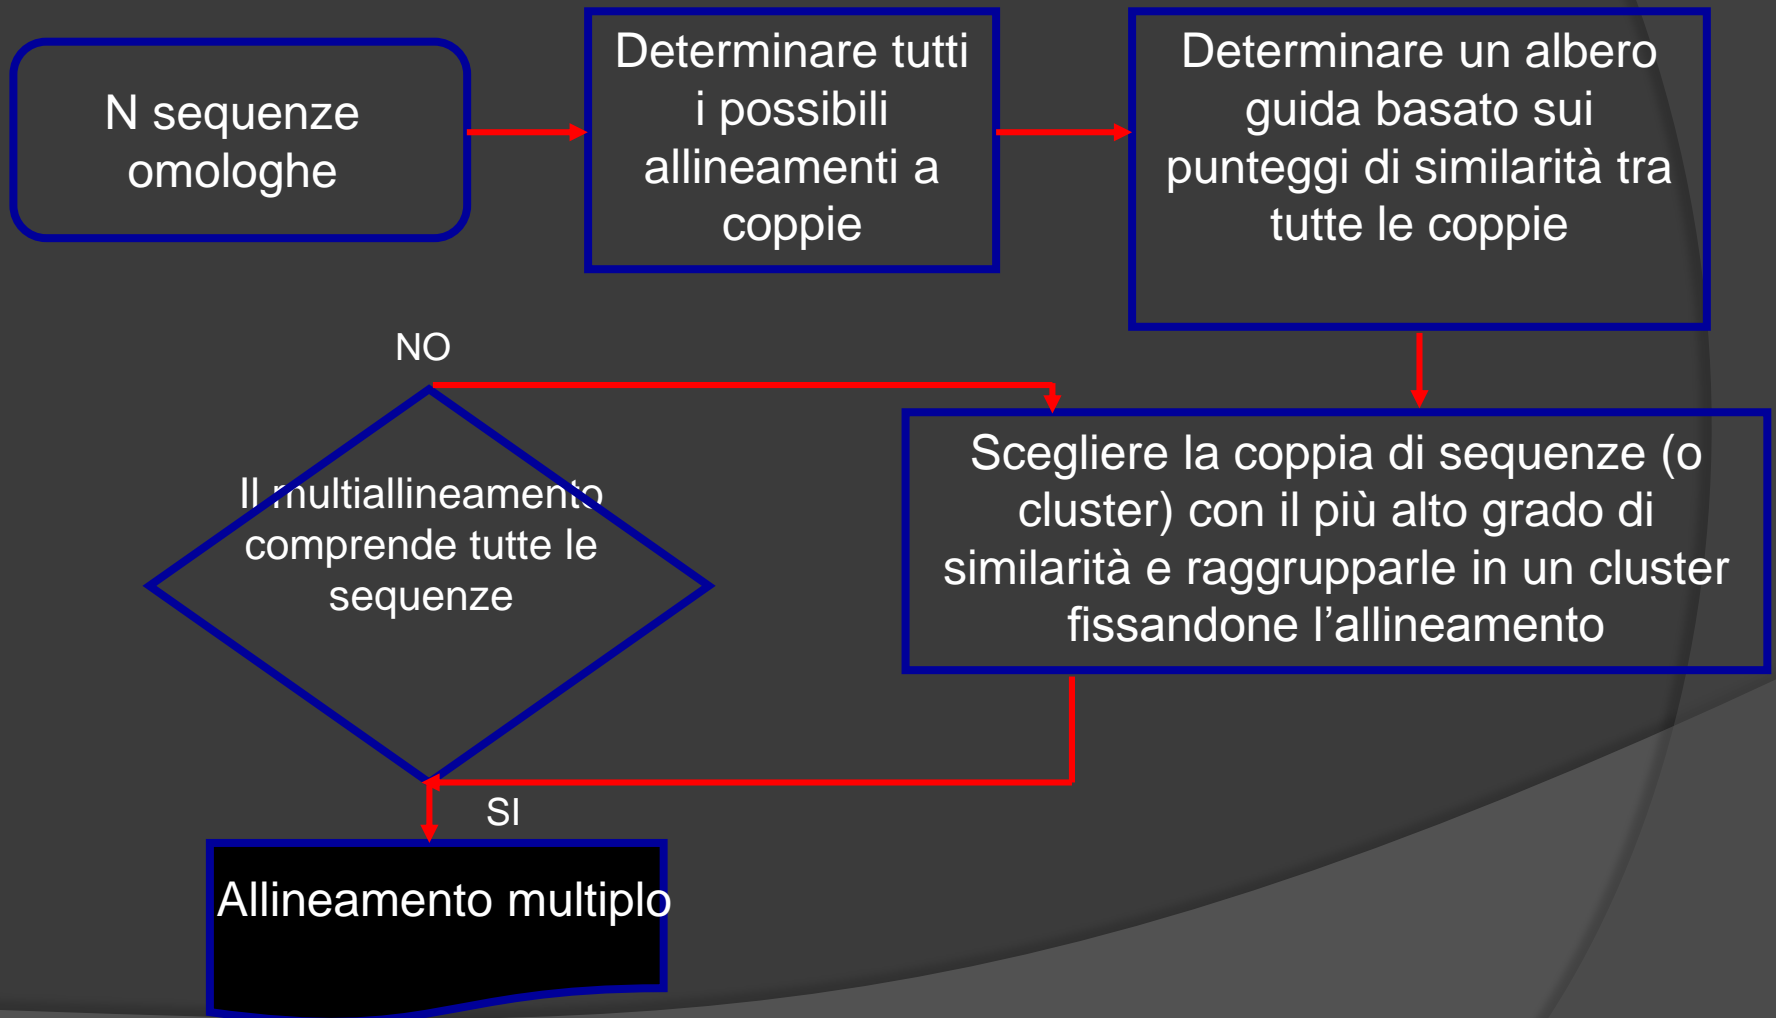 N sequenze
omologhe
Determinare tutti
i possibili
allineamenti a
coppie
Determinare un albero
guida basato sui
punteggi di similarità tra
tutte le coppie
NO
Il multiallineamento
comprende tutte le
sequenze
Scegliere la coppia di sequenze (o
cluster) con il più alto grado di
similarità e raggrupparle in un cluster
fissandone l’allineamento
SI
Allineamento multiplo